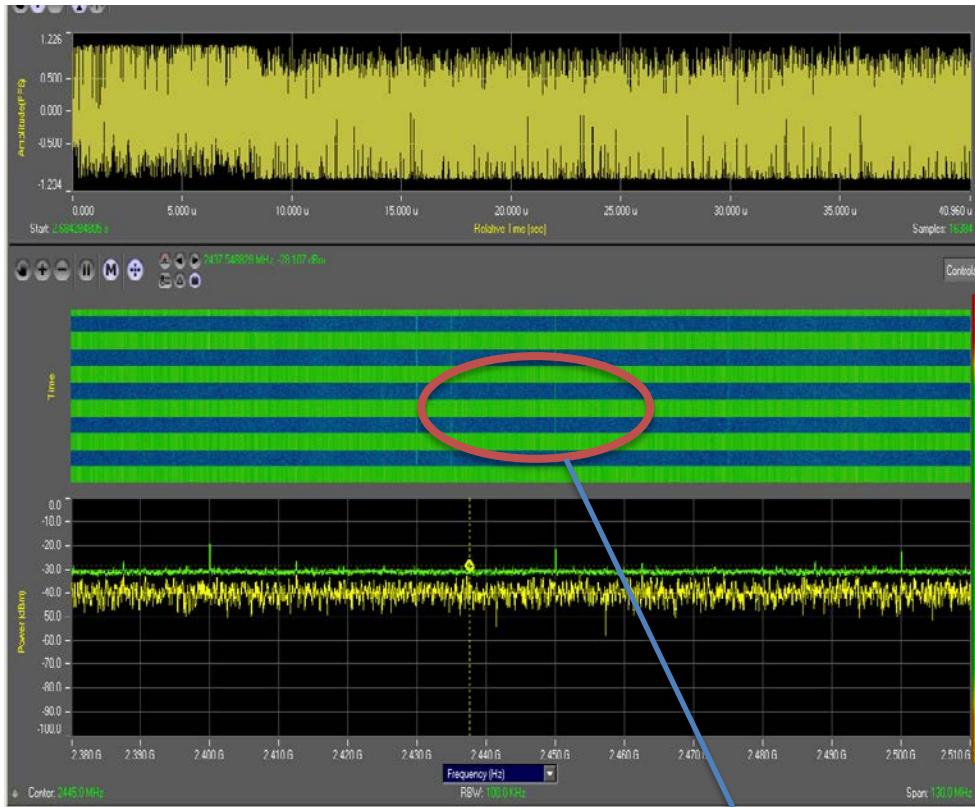 1.226
0.500
0.000
-0.500
-1.234
0.000 5.000 u 10.000 u 15.000 u 20.000 u 25.000 u 30.000 u 35.000 u 40.960 u
Start: Relative Time (sec) Samples: 16384
M 2437.548828 MHz, -28.107 dBm
Controls
Time
0.0
-10.0
-20.0
-30.0
-40.0
50.0
-60.0
-70.0
-80.0
-90.0
-100.0
Power (dBm)
2.380 G 2.390 G 2.400 G 2.410 G 2.420 G 2.430 G 2.440 G 2.450 G 2.460 G 2.470 G 2.480 G 2.490 G 2.500 G 2.510 G
Frequency (Hz)
Center: 2445.0 MHz RBW: 100.0 KHz Span: 130.0 MHz